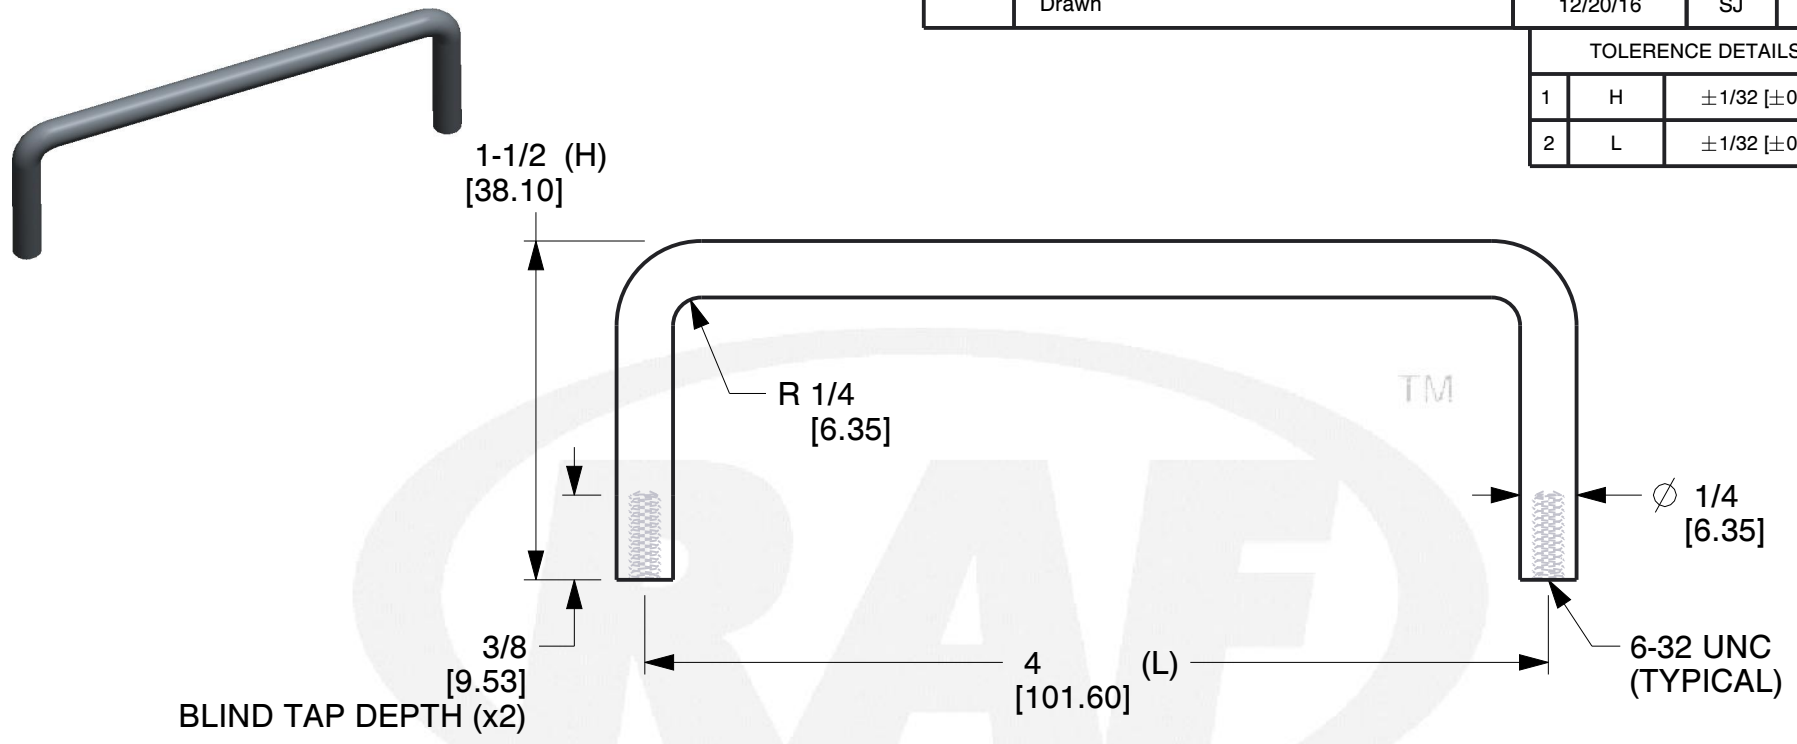 Drawn 12/20/16 SJ
TOLERENCE DETAILS
1 H ±1/32 [±0
2 L ±1/32 [±0
1-1/2 (H)
[38.10]
R 1/4
[6.35]
TM
RAF
⌀ 1/4
[6.35]
3/8
[9.53]
BLIND TAP DEPTH (x2)
4 (L)
[101.60]
6-32 UNC
(TYPICAL)